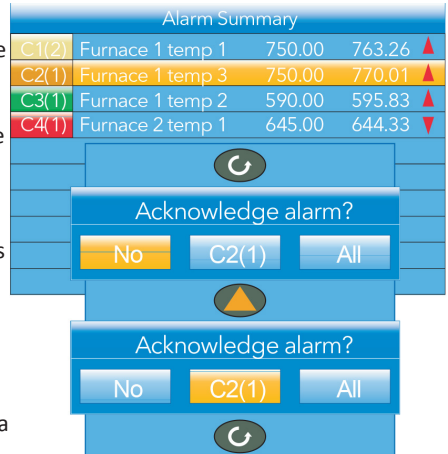 Alarm Summary
C1(2) Furnace 1 temp 1 750.00 763.26
e
C2(1) Furnace 1 temp 3 750.00 770.01
C3(1) Furnace 1 temp 2 590.00 595.83
e
C4(1) Furnace 2 temp 1 645.00 644.33
Acknowledge alarm?
s
No C2(1) All
Acknowledge alarm?
No C2(1) All
a